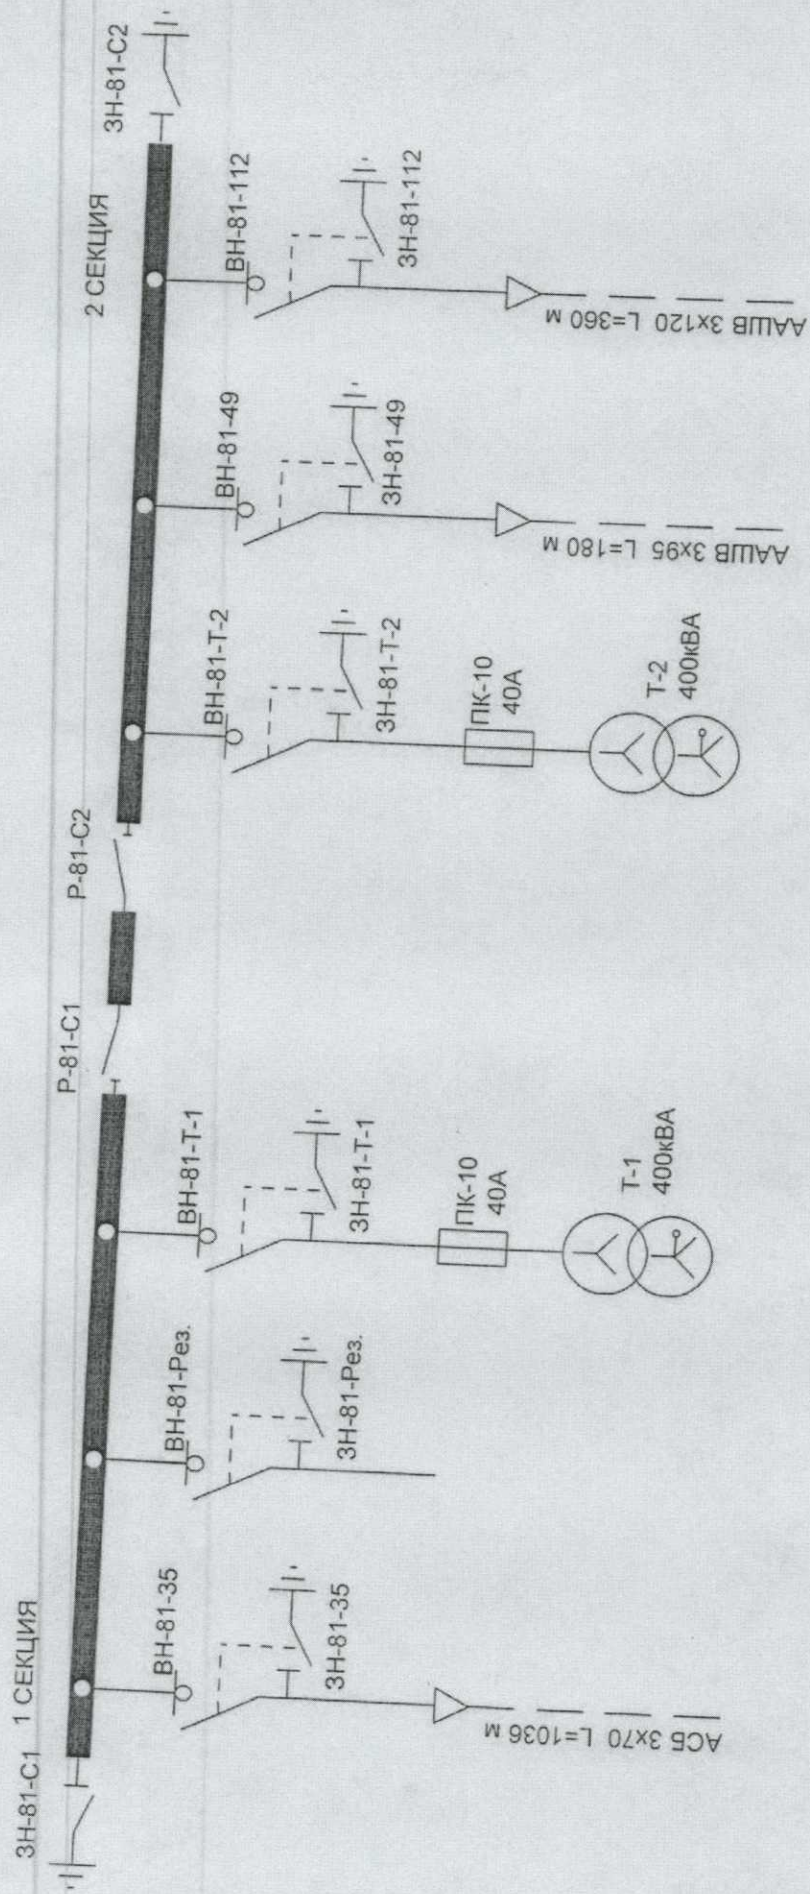 ЗН-81-С1
1 СЕКЦИЯ
ВН-81-35
ЗН-81-35
АСБ 3х70 L=1036 м
ВН-81-Рез.
ЗН-81-Рез.
ВН-81-Т-1
ЗН-81-Т-1
ПК-10
40А
Т-1
400кВА
Р-81-С1
Р-81-С2
ВН-81-Т-2
ЗН-81-Т-2
ПК-10
40А
Т-2
400кВА
ВН-81-49
ЗН-81-49
ААШВ 3х95 L=180 м
2 СЕКЦИЯ
ВН-81-112
ЗН-81-112
ААШВ 3х120 L=360 м
ЗН-81-С2